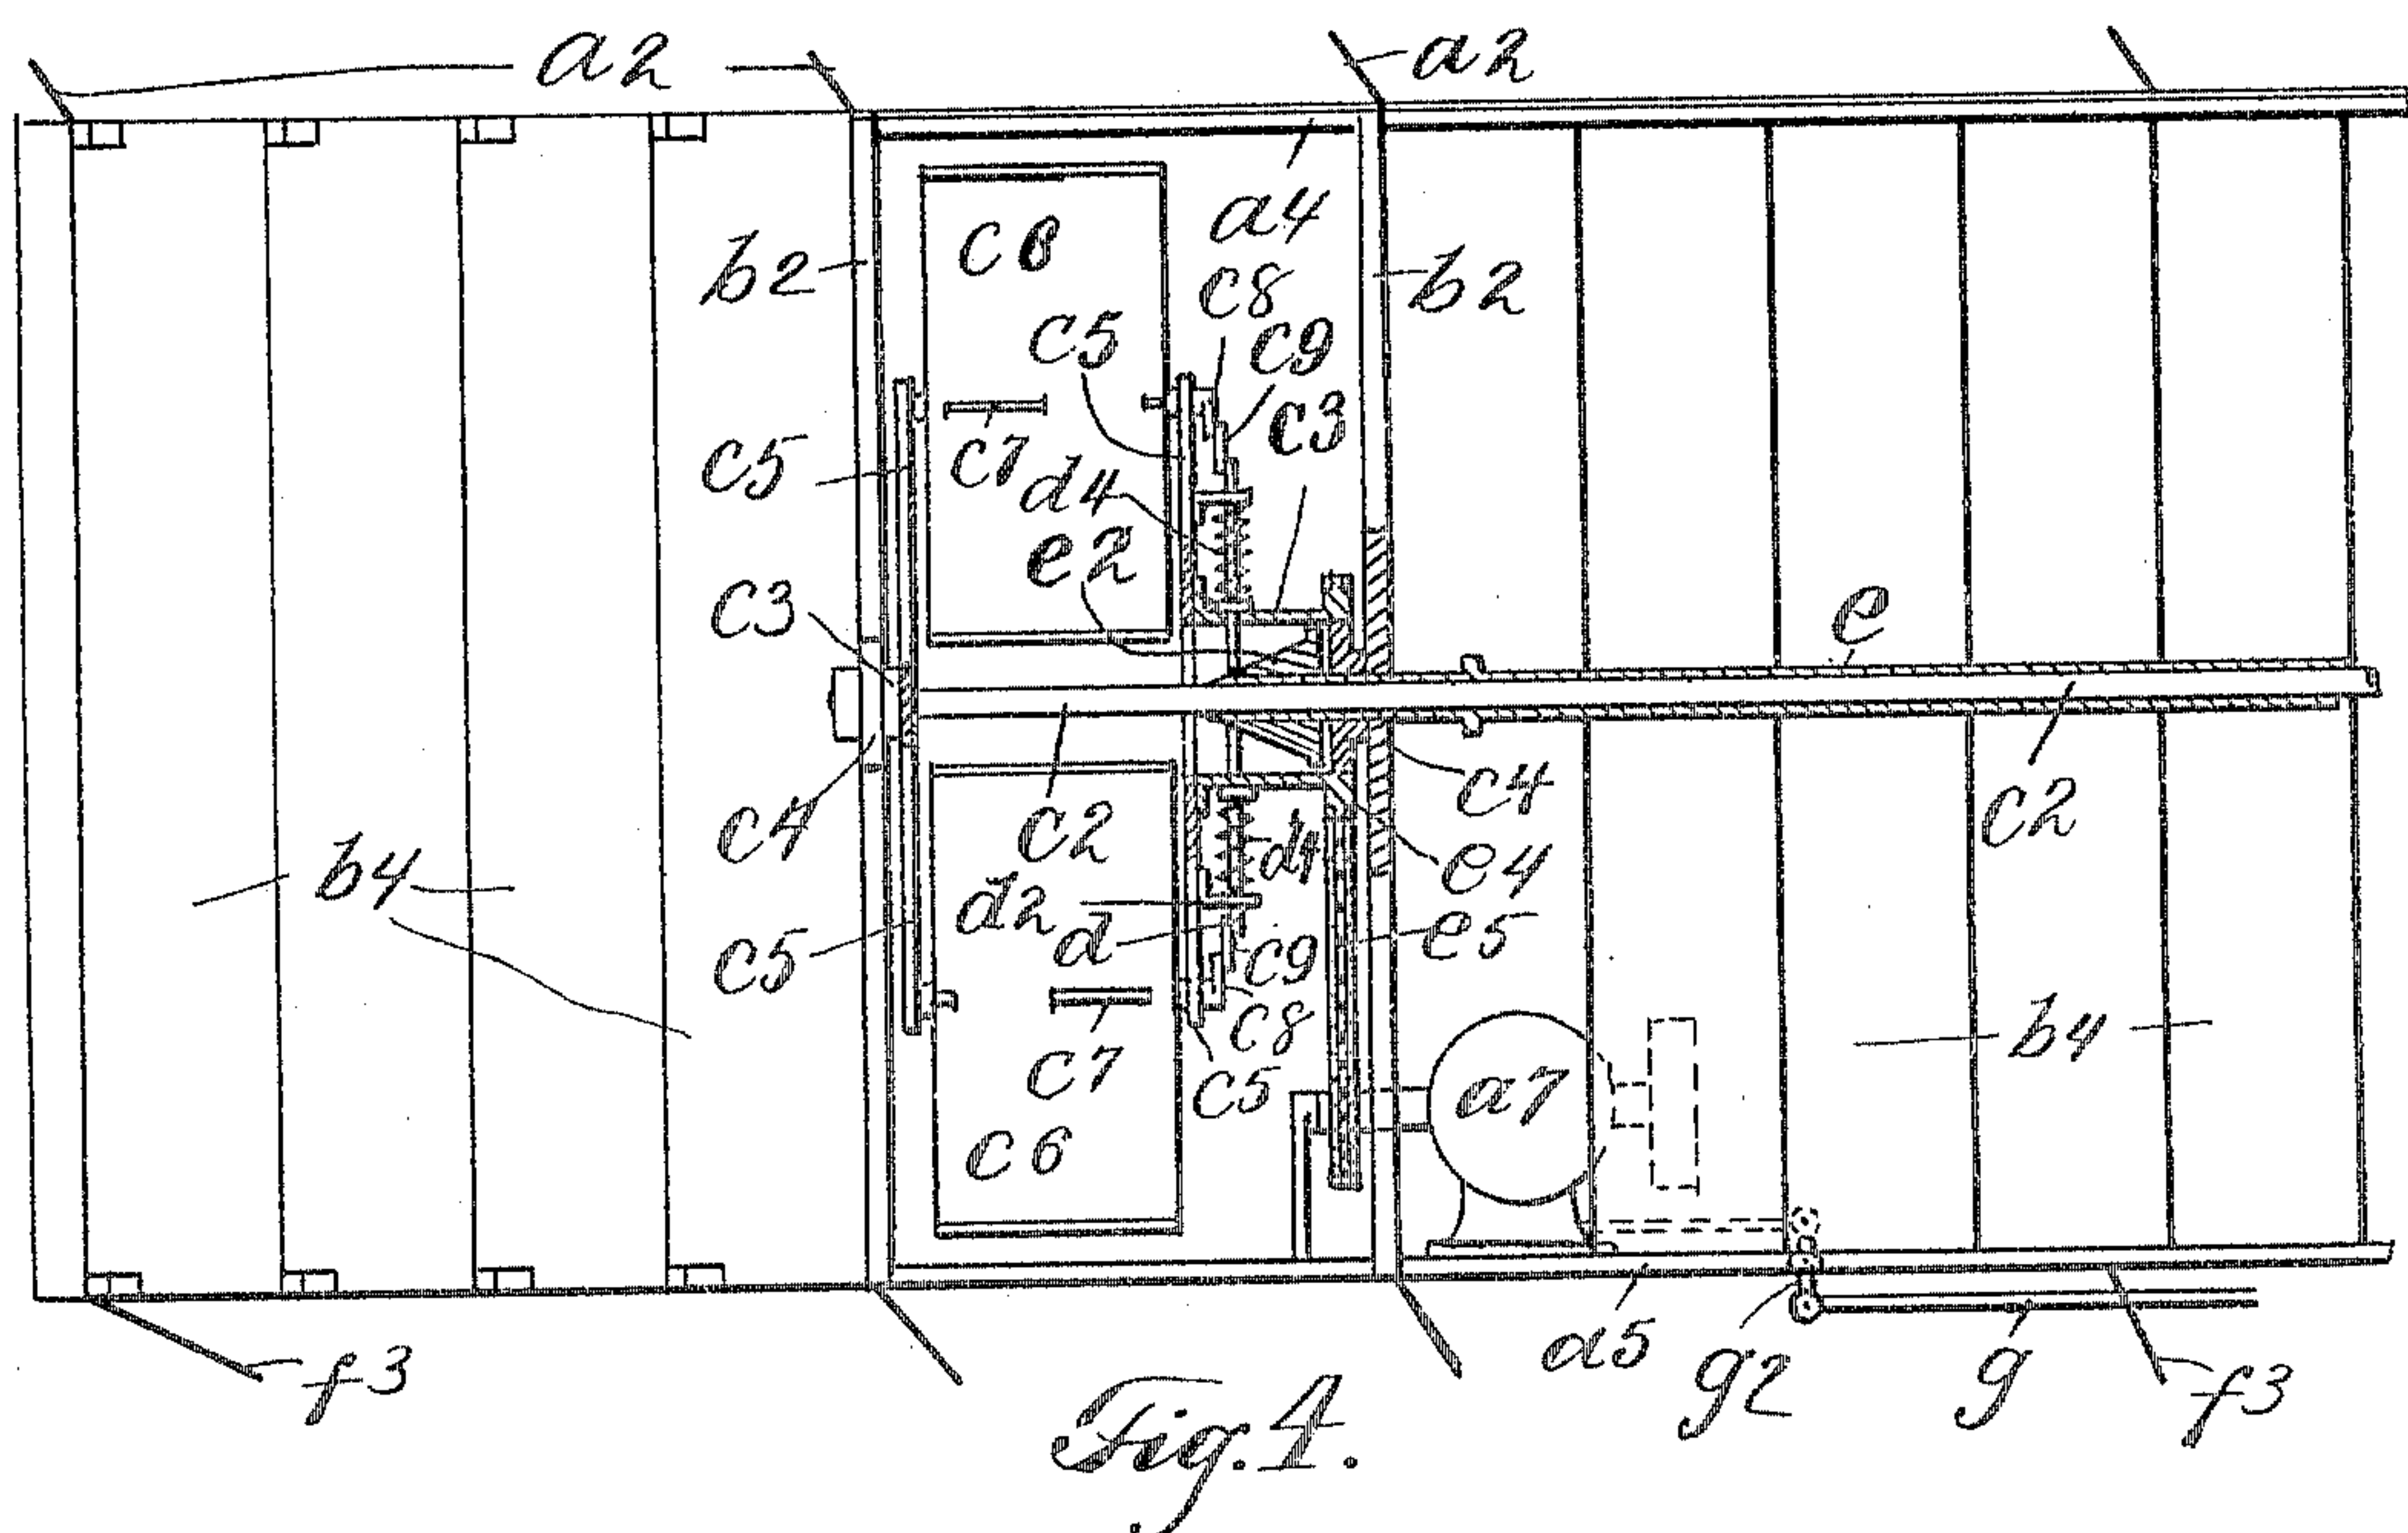 a2 a2
a4
b2 c6 c8 b2
c5 c9
c5 c7 c3
d4
e2
c3 e
c4 c2 c4 c2
b4 d4 e4
d2
c5 d c9 e5
c8 b4
c7 c5 a7
c6
f3 a5 g2 g f3
Fig. 4.